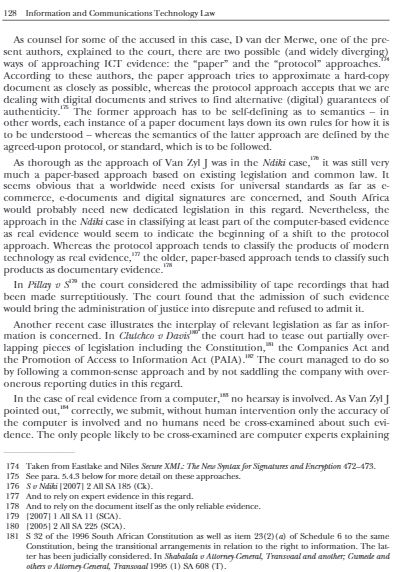 128 Information and Communications Technology Law
As counsel for some of the accused in this case, D van der Merwe, one of the pre-
sent authors, explained to the court, there are two possible (and widely diverging)
ways of approaching ICT evidence: the “paper” and the “protocol” approaches.174
According to these authors, the paper approach tries to approximate a hard-copy
document as closely as possible, whereas the protocol approach accepts that we are
dealing with digital documents and strives to find alternative (digital) guarantees of
authenticity.175 The former approach has to be self-defining as to semantics – in
other words, each instance of a paper document lays down its own rules for how it is
to be understood – whereas the semantics of the latter approach are defined by the
agreed-upon protocol, or standard, which is to be followed.
As thorough as the approach of Van Zyl J was in the Ndiki case,176 it was still very
much a paper-based approach based on existing legislation and common law. It
seems obvious that a worldwide need exists for universal standards as far as e-
commerce, e-documents and digital signatures are concerned, and South Africa
would probably need new dedicated legislation in this regard. Nevertheless, the
approach in the Ndiki case in classifying at least part of the computer-based evidence
as real evidence would seem to indicate the beginning of a shift to the protocol
approach. Whereas the protocol approach tends to classify the products of modern
technology as real evidence,177 the older, paper-based approach tends to classify such
products as documentary evidence.178
In Pillay v S179 the court considered the admissibility of tape recordings that had
been made surreptitiously. The court found that the admission of such evidence
would bring the administration of justice into disrepute and refused to admit it.
Another recent case illustrates the interplay of relevant legislation as far as infor-
mation is concerned. In Clutchco v Davis180 the court had to tease out partially over-
lapping pieces of legislation including the Constitution,181 the Companies Act and
the Promotion of Access to Information Act (PAIA).182 The court managed to do so
by following a common-sense approach and by not saddling the company with over-
onerous reporting duties in this regard.
In the case of real evidence from a computer,183 no hearsay is involved. As Van Zyl J
pointed out,184 correctly, we submit, without human intervention only the accuracy of
the computer is involved and no humans need be cross-examined about such evi-
dence. The only people likely to be cross-examined are computer experts explaining
174 Taken from Eastlake and Niles Secure XML: The New Syntax for Signatures and Encryption 472–473.
175 See para. 5.4.3 below for more detail on these approaches.
176 S v Ndiki [2007] 2 All SA 185 (Ck).
177 And to rely on expert evidence in this regard.
178 And to rely on the document itself as the only reliable evidence.
179 [2007] 1 All SA 11 (SCA).
180 [2005] 2 All SA 225 (SCA).
181 S 32 of the 1996 South African Constitution as well as item 23(2)(a) of Schedule 6 to the same
Constitution, being the transitional arrangements in relation to the right to information. The lat-
ter has been judicially considered. In Shabalala v Attorney-General, Transvaal and another; Gumede and
others v Attorney-General, Transvaal 1995 (1) SA 608 (T).